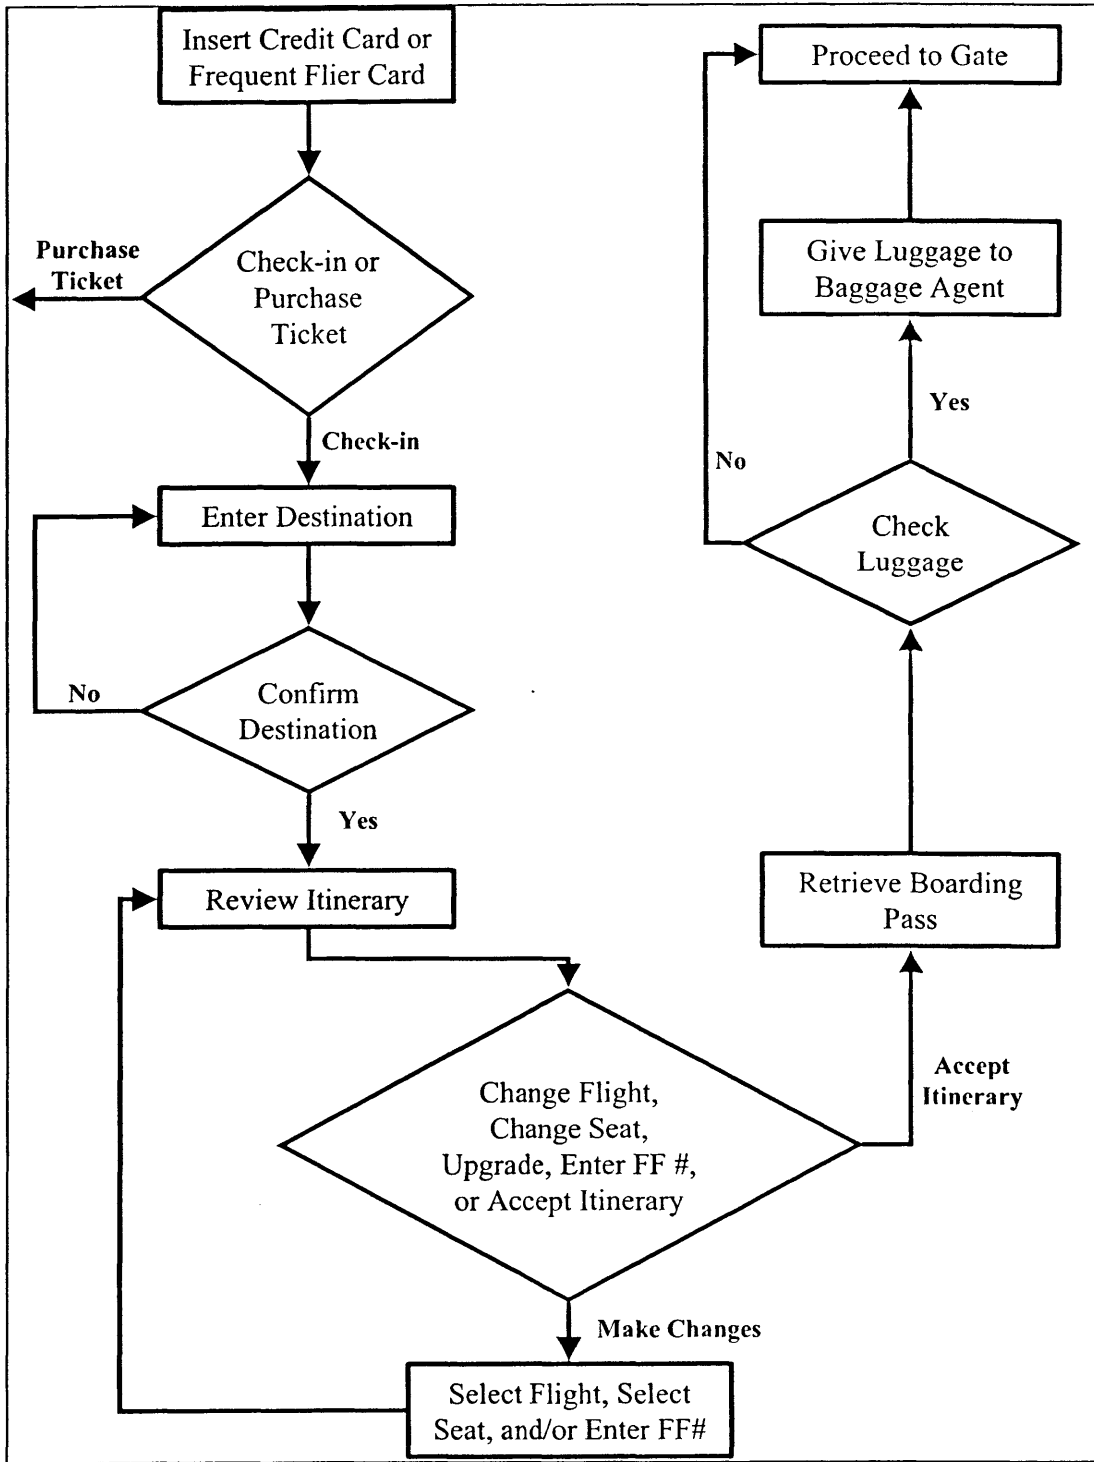 Insert Credit Card or
Frequent Flier Card
Purchase
Ticket
Check-in or
Purchase
Ticket
Check-in
Enter Destination
No
Confirm
Destination
Yes
Review Itinerary
Change Flight,
Change Seat,
Upgrade, Enter FF #,
or Accept Itinerary
Make Changes
Select Flight, Select
Seat, and/or Enter FF#
Accept
Itinerary
Retrieve Boarding
Pass
Check
Luggage
No
Yes
Give Luggage to
Baggage Agent
Proceed to Gate